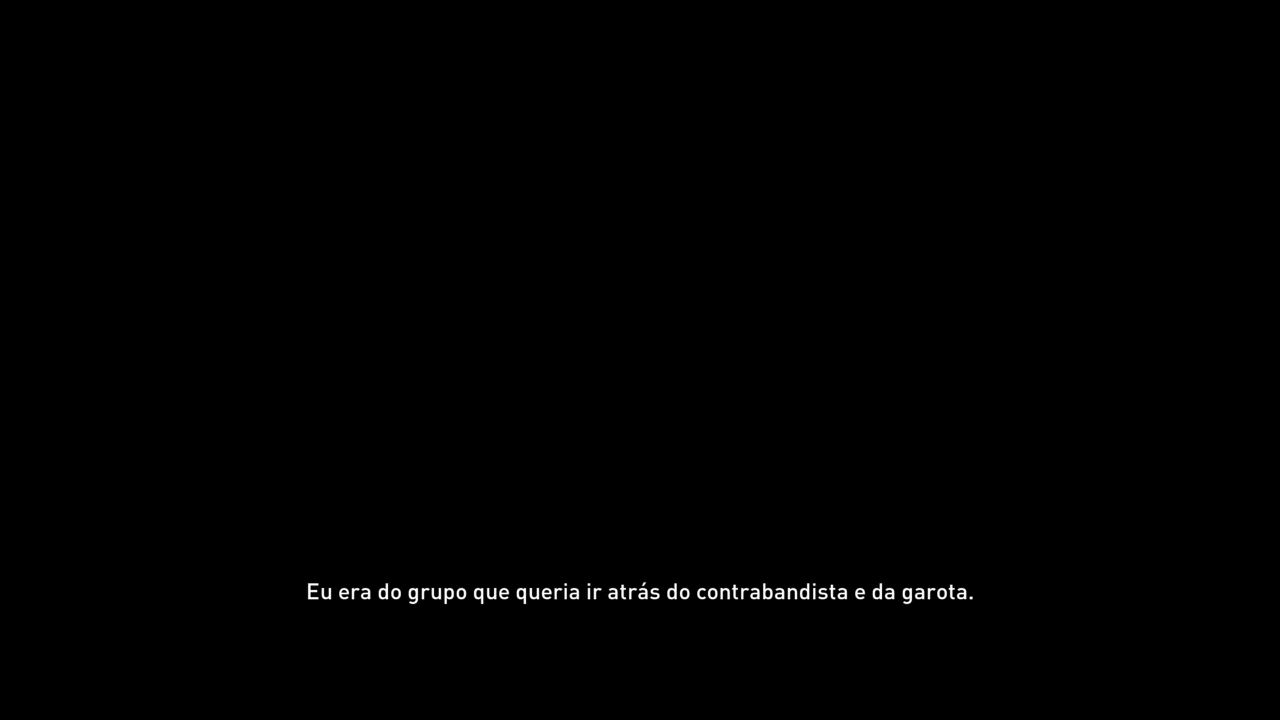 Eu era do grupo que queria ir atrás do contrabandista e da garota.